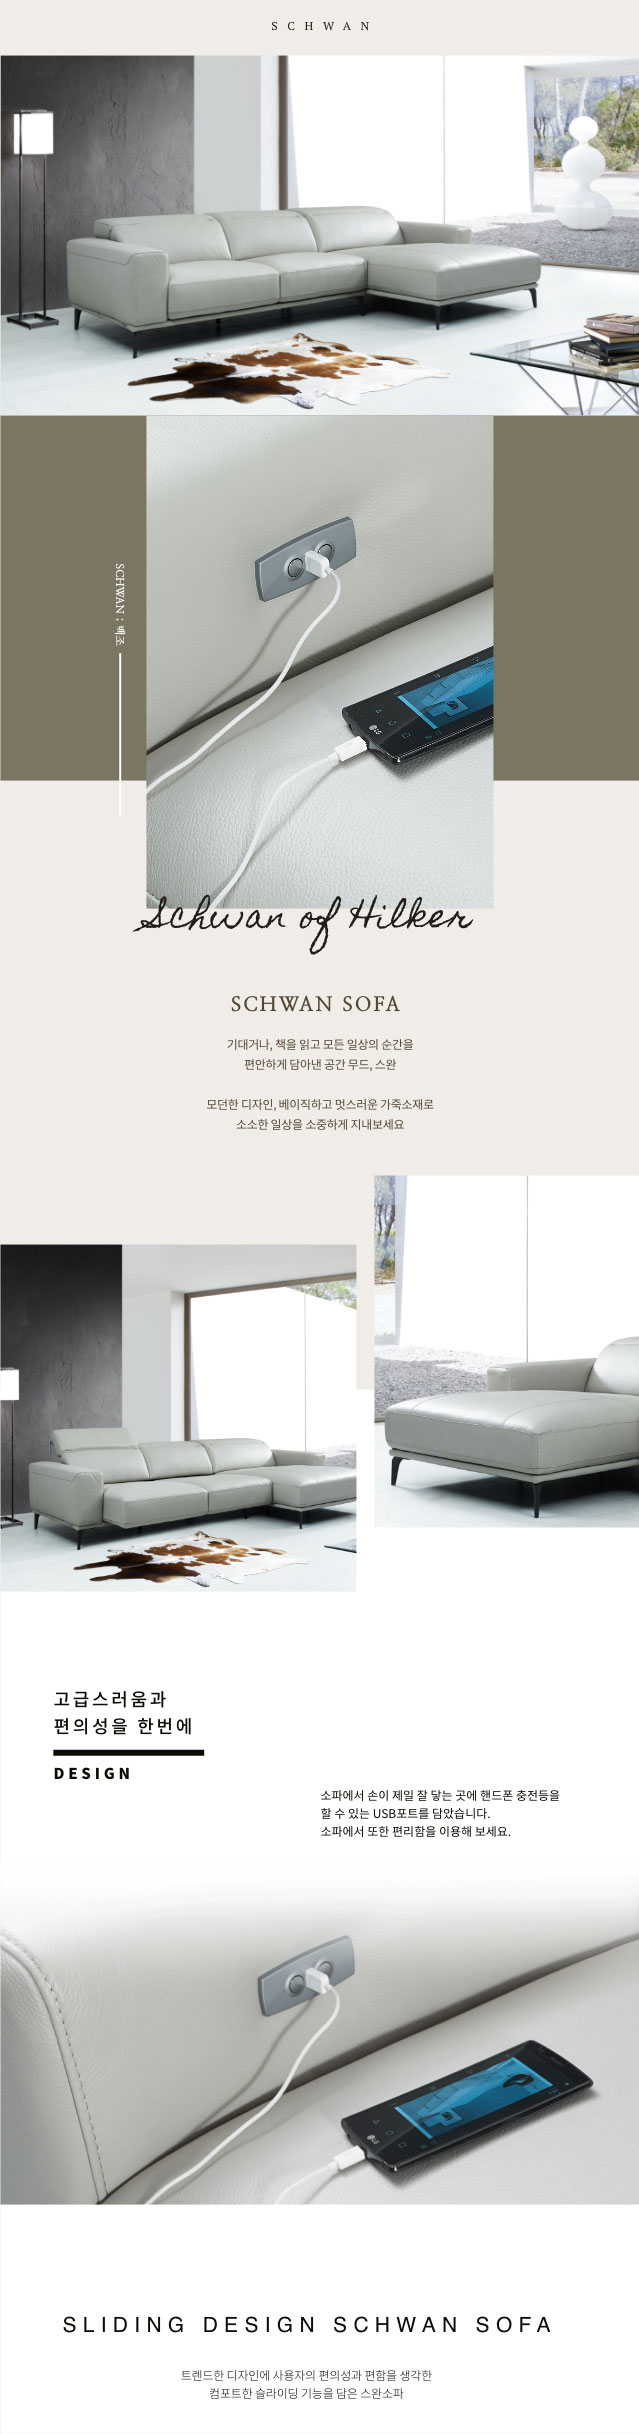 SCHWAN
SCHWAN : 백조
LG
Schwan of Hilker
SCHWAN SOFA
기대거나, 책을 읽고 모든 일상의 순간을
편안하게 담아낸 공간 무드, 스완
모던한 디자인, 베이직하고 멋스러운 가죽소재로
소소한 일상을 소중하게 지내보세요
고급스러움과
편의성을 한번에
DESIGN
소파에서 손이 제일 잘 닿는 곳에 핸드폰 충전등을
할 수 있는 USB포트를 담았습니다.
소파에서 또한 편리함을 이용해 보세요.
LG
SLIDING DESIGN SCHWAN SOFA
트렌드한 디자인에 사용자의 편의성과 편함을 생각한
컴포트한 슬라이딩 기능을 담은 스완소파